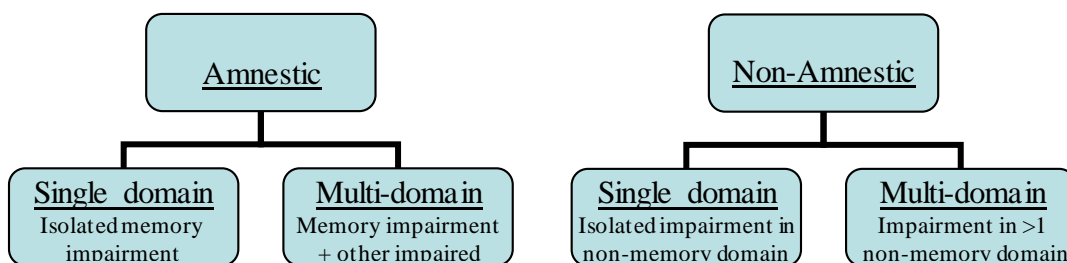 Amnestic
Non-Amnestic
Single domain
Isolated memory
impairment
Multi-domain
Memory impairment
+ other impaired
Single domain
Isolated impairment in
non-memory domain
Multi-domain
Impairment in >1
non-memory domain